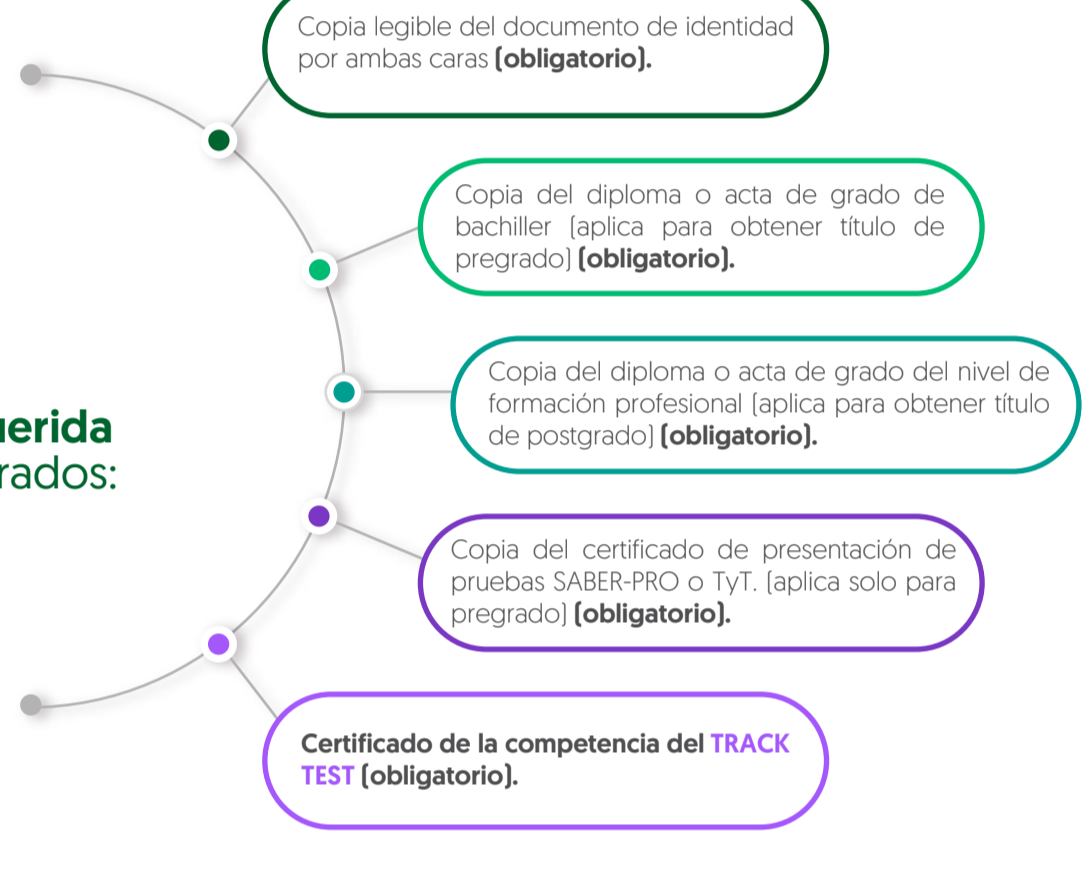 Copia legible del documento de identidad
por ambas caras (obligatorio).
Copia del diploma o acta de grado de
bachiller (aplica para obtener título de
pregrado) (obligatorio).
Copia del diploma o acta de grado del nivel de
formación profesional (aplica para obtener título
de postgrado) (obligatorio).
uerida
rados:
Copia del certificado de presentación de
pruebas SABER-PRO o TyT. (aplica solo para
pregrado) (obligatorio).
Certificado de la competencia del TRACK
TEST (obligatorio).